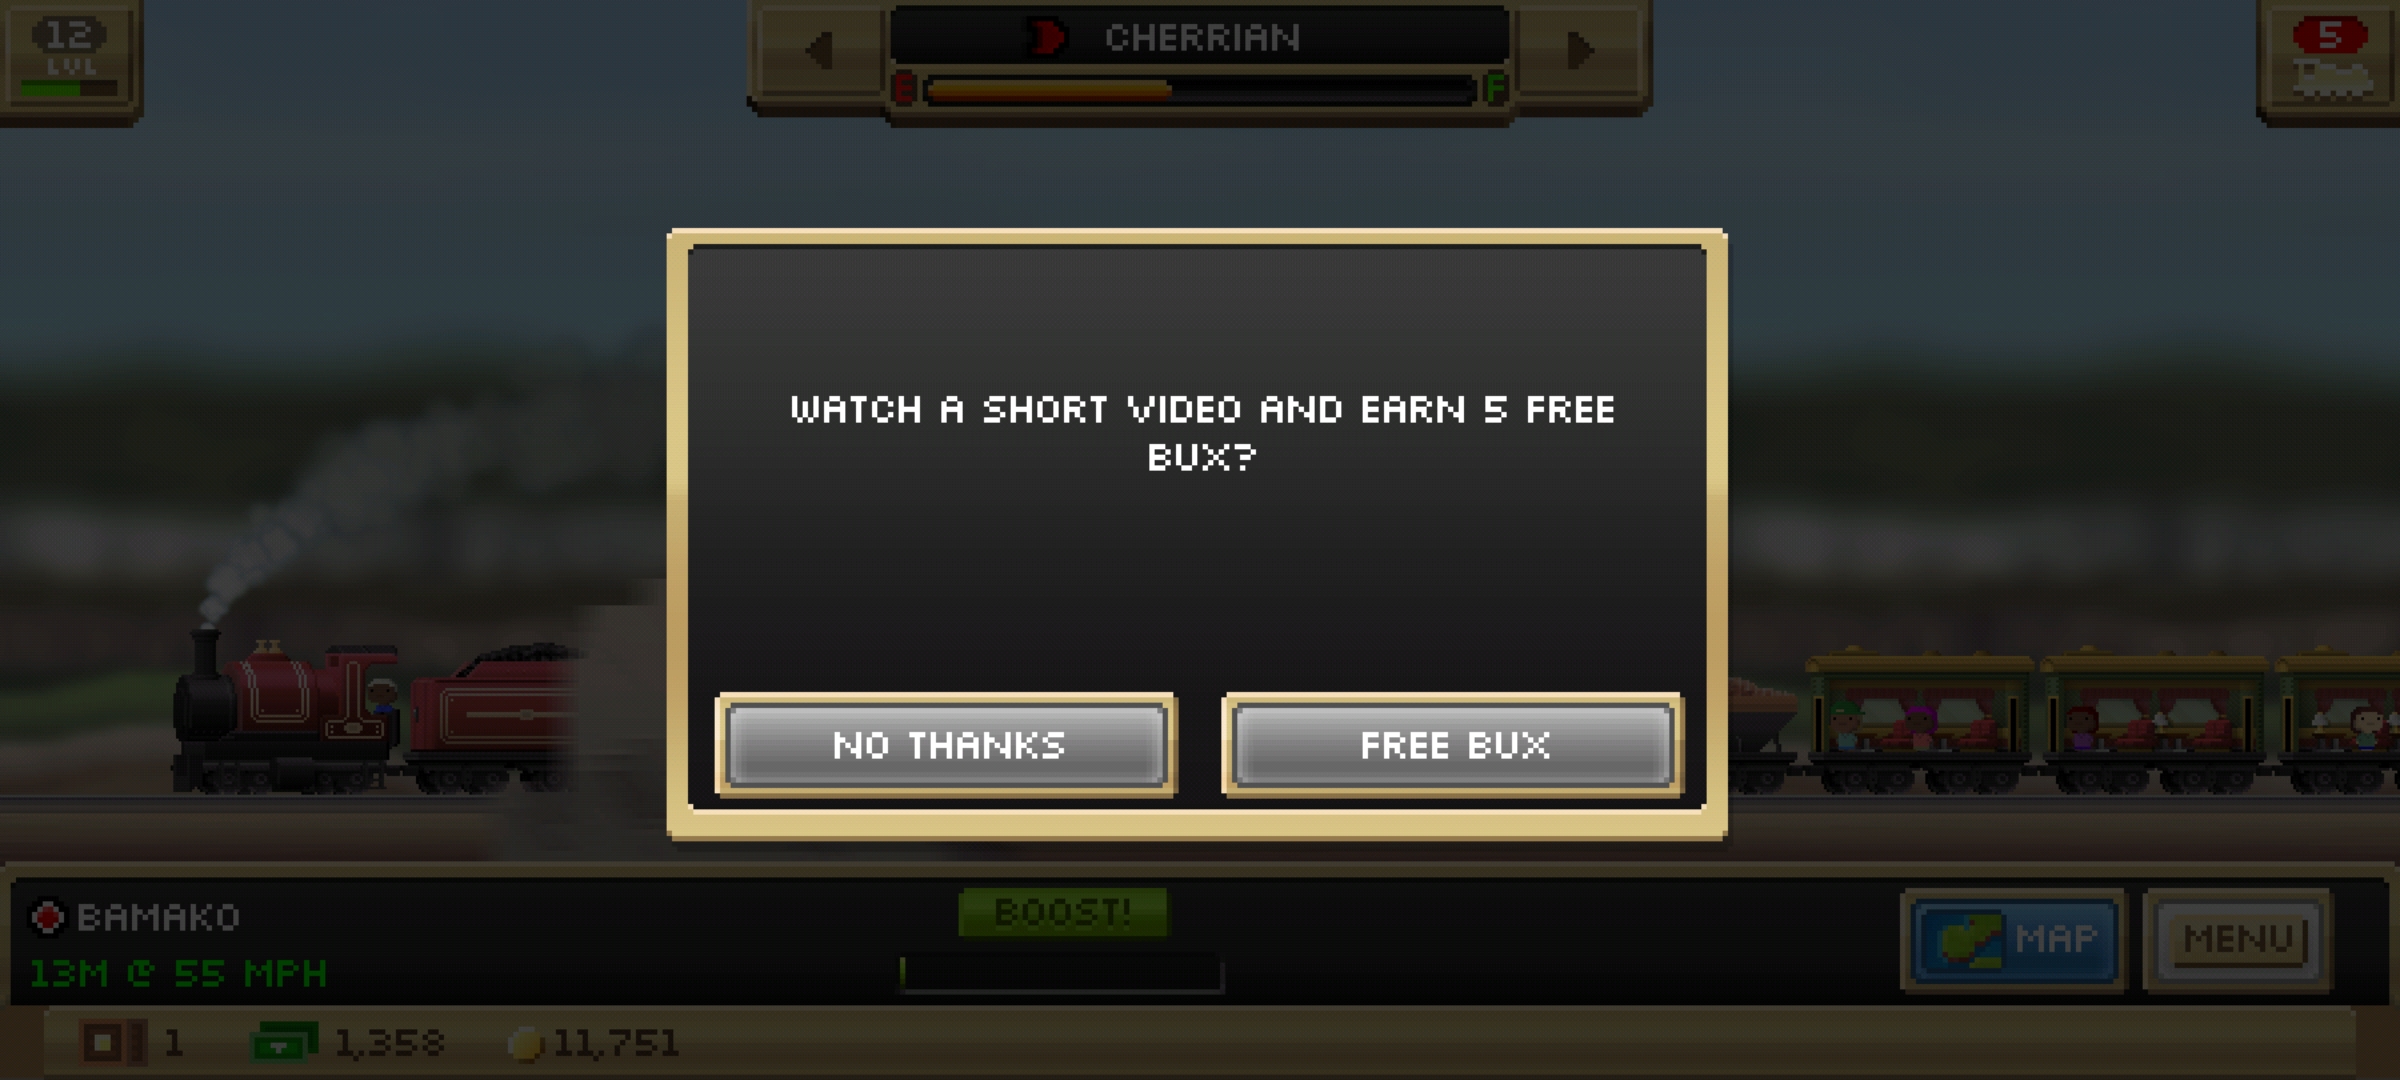 12
LVL
CHERRIAN
E
F
5
WATCH A SHORT VIDEO AND EARN 5 FREE
BUX?
NO THANKS
FREE BUX
BAMAKO
13M @ 55 MPH
BOOST!
MAP
MENU
1
1,358
11,751